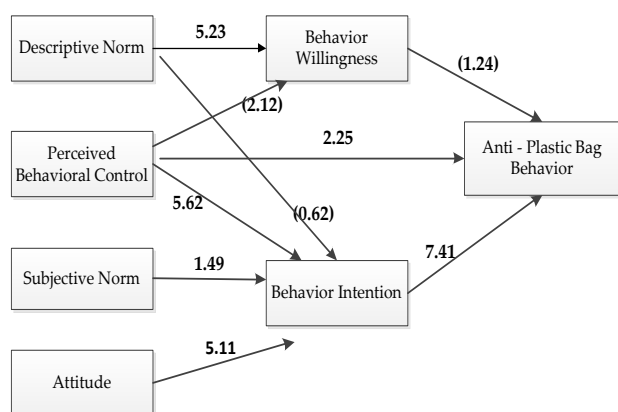 Descriptive Norm
5.23
Behavior
Willingness
(1.24)
(2.12)
Perceived
Behavioral Control
2.25
Anti - Plastic Bag
Behavior
5.62
(0.62)
Subjective Norm
1.49
Behavior Intention
7.41
5.11
Attitude